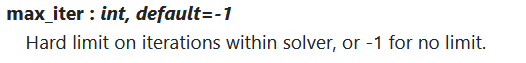 max_iter : int, default=-1
Hard limit on iterations within solver, or -1 for no limit.